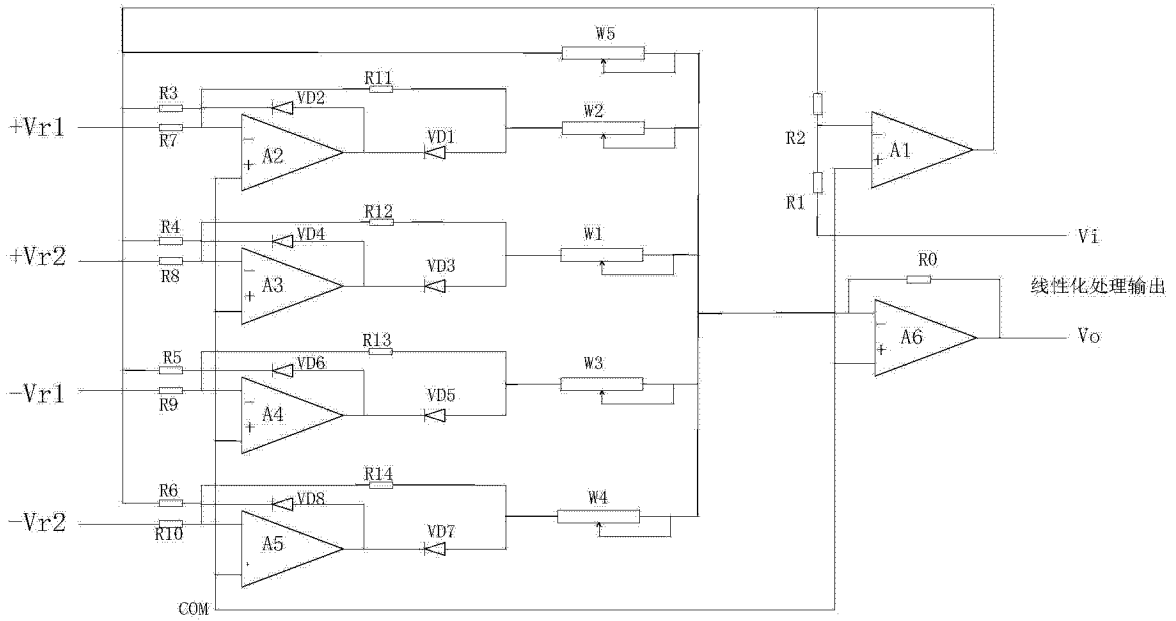 W5
R11
R3
VD2
+Vr1
R7
VD1
W2
A2
R2
A1
R1
R12
R4
VD4
+Vr2
R8
VD3
W1
A3
Vi
R0
线性化处理输出
A6
Vo
R13
R5
VD6
-Vr1
R9
VD5
W3
A4
R14
R6
VD8
-Vr2
R10
VD7
W4
A5
COM